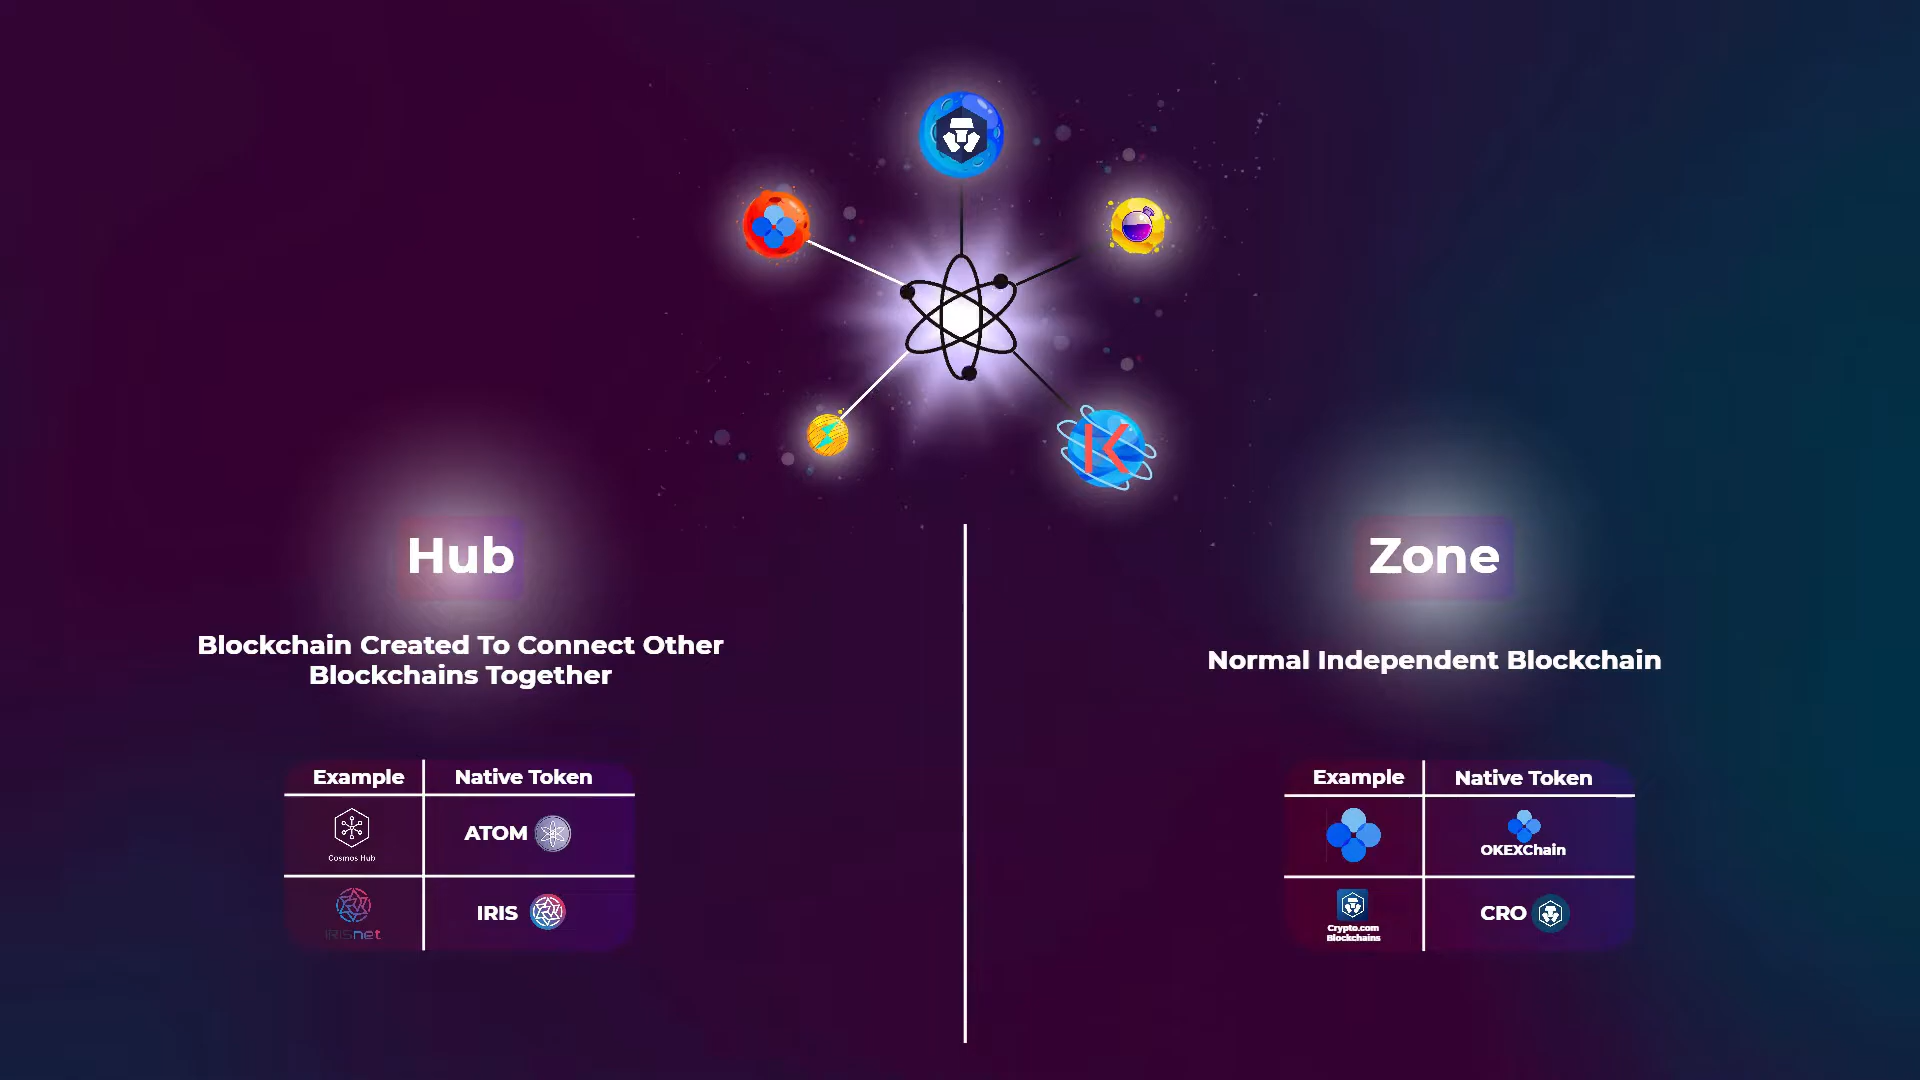 Hub
Blockchain Created To Connect Other
Blockchains Together
Example Native Token
Cosmos Hub
ATOM
IRISnet
IRIS
Zone
Normal Independent Blockchain
Example Native Token
OKEXChain
Crypto.com
Blockchains
CRO